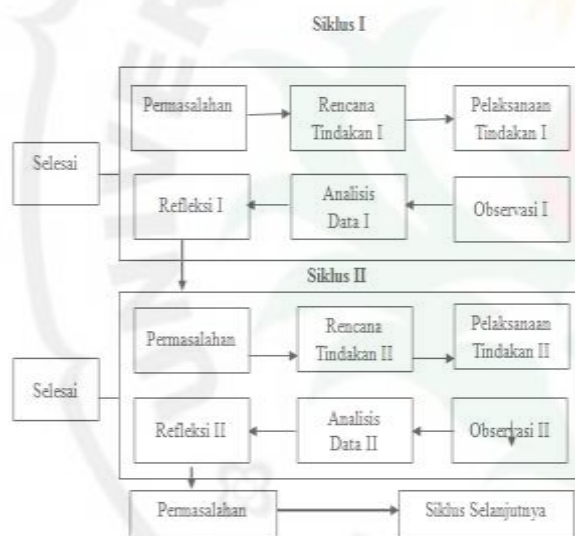 Siklus I
Permasalahan
Rencana
Tindakan I
Pelaksanaan
Tindakan I
Selesai
Refleksi I
Analisis
Data I
Observasi I
Siklus II
Permasalahan
Rencana
Tindakan II
Pelaksanaan
Tindakan II
Selesai
Refleksi II
Analisis
Data II
Observasi II
Permasalahan
Siklus Selanjutnya
UNIVER